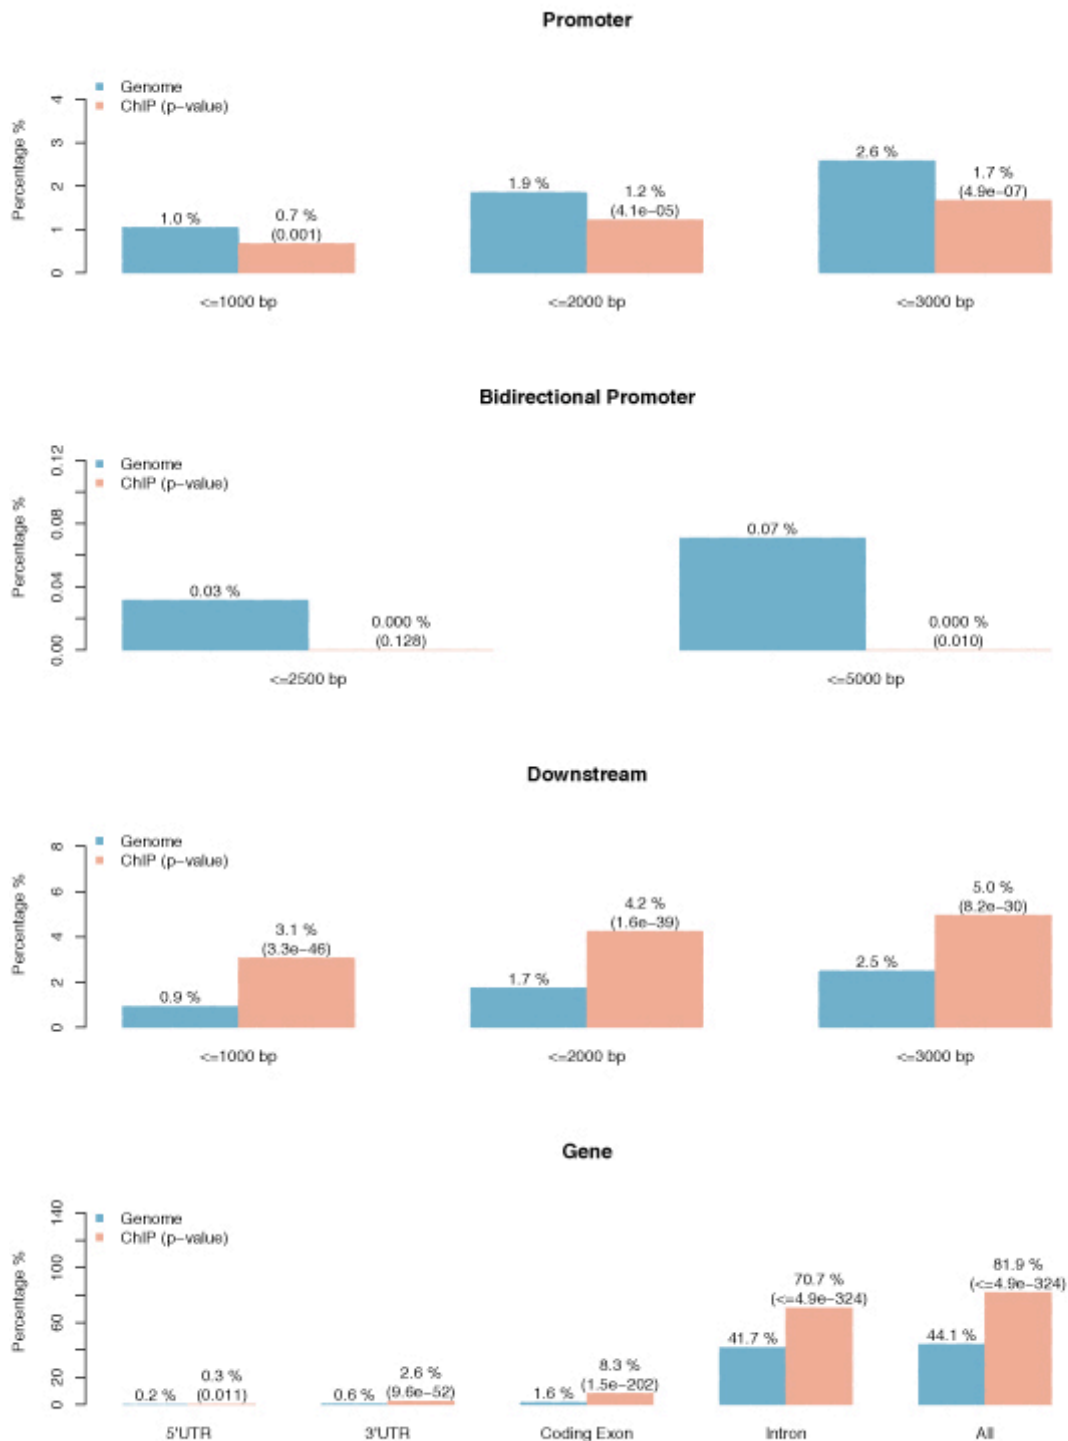 Promoter
Genome
ChIP (p-value)
Percentage %
0 1 2 3 4
1.0 %
0.7 %
(0.001)
1.9 %
1.2 %
(4.1e-05)
2.6 %
1.7 %
(4.9e-07)
<=1000 bp <=2000 bp <=3000 bp
Bidirectional Promoter
Genome
ChIP (p-value)
Percentage %
0.00 0.04 0.08 0.12
0.03 %
0.000 %
(0.128)
0.07 %
0.000 %
(0.010)
<=2500 bp <=5000 bp
Downstream
Genome
ChIP (p-value)
Percentage %
0 2 4 6 8
0.9 %
3.1 %
(3.3e-46)
1.7 %
4.2 %
(1.6e-39)
2.5 %
5.0 %
(8.2e-30)
<=1000 bp <=2000 bp <=3000 bp
Gene
Genome
ChIP (p-value)
Percentage %
0 20 60 100 140
0.2 %
0.3 %
(0.011)
0.6 %
2.6 %
(9.6e-52)
1.6 %
8.3 %
(1.5e-202)
41.7 %
70.7 %
(<=4.9e-324)
44.1 %
81.9 %
(<=4.9e-324)
5'UTR 3'UTR Coding Exon Intron All